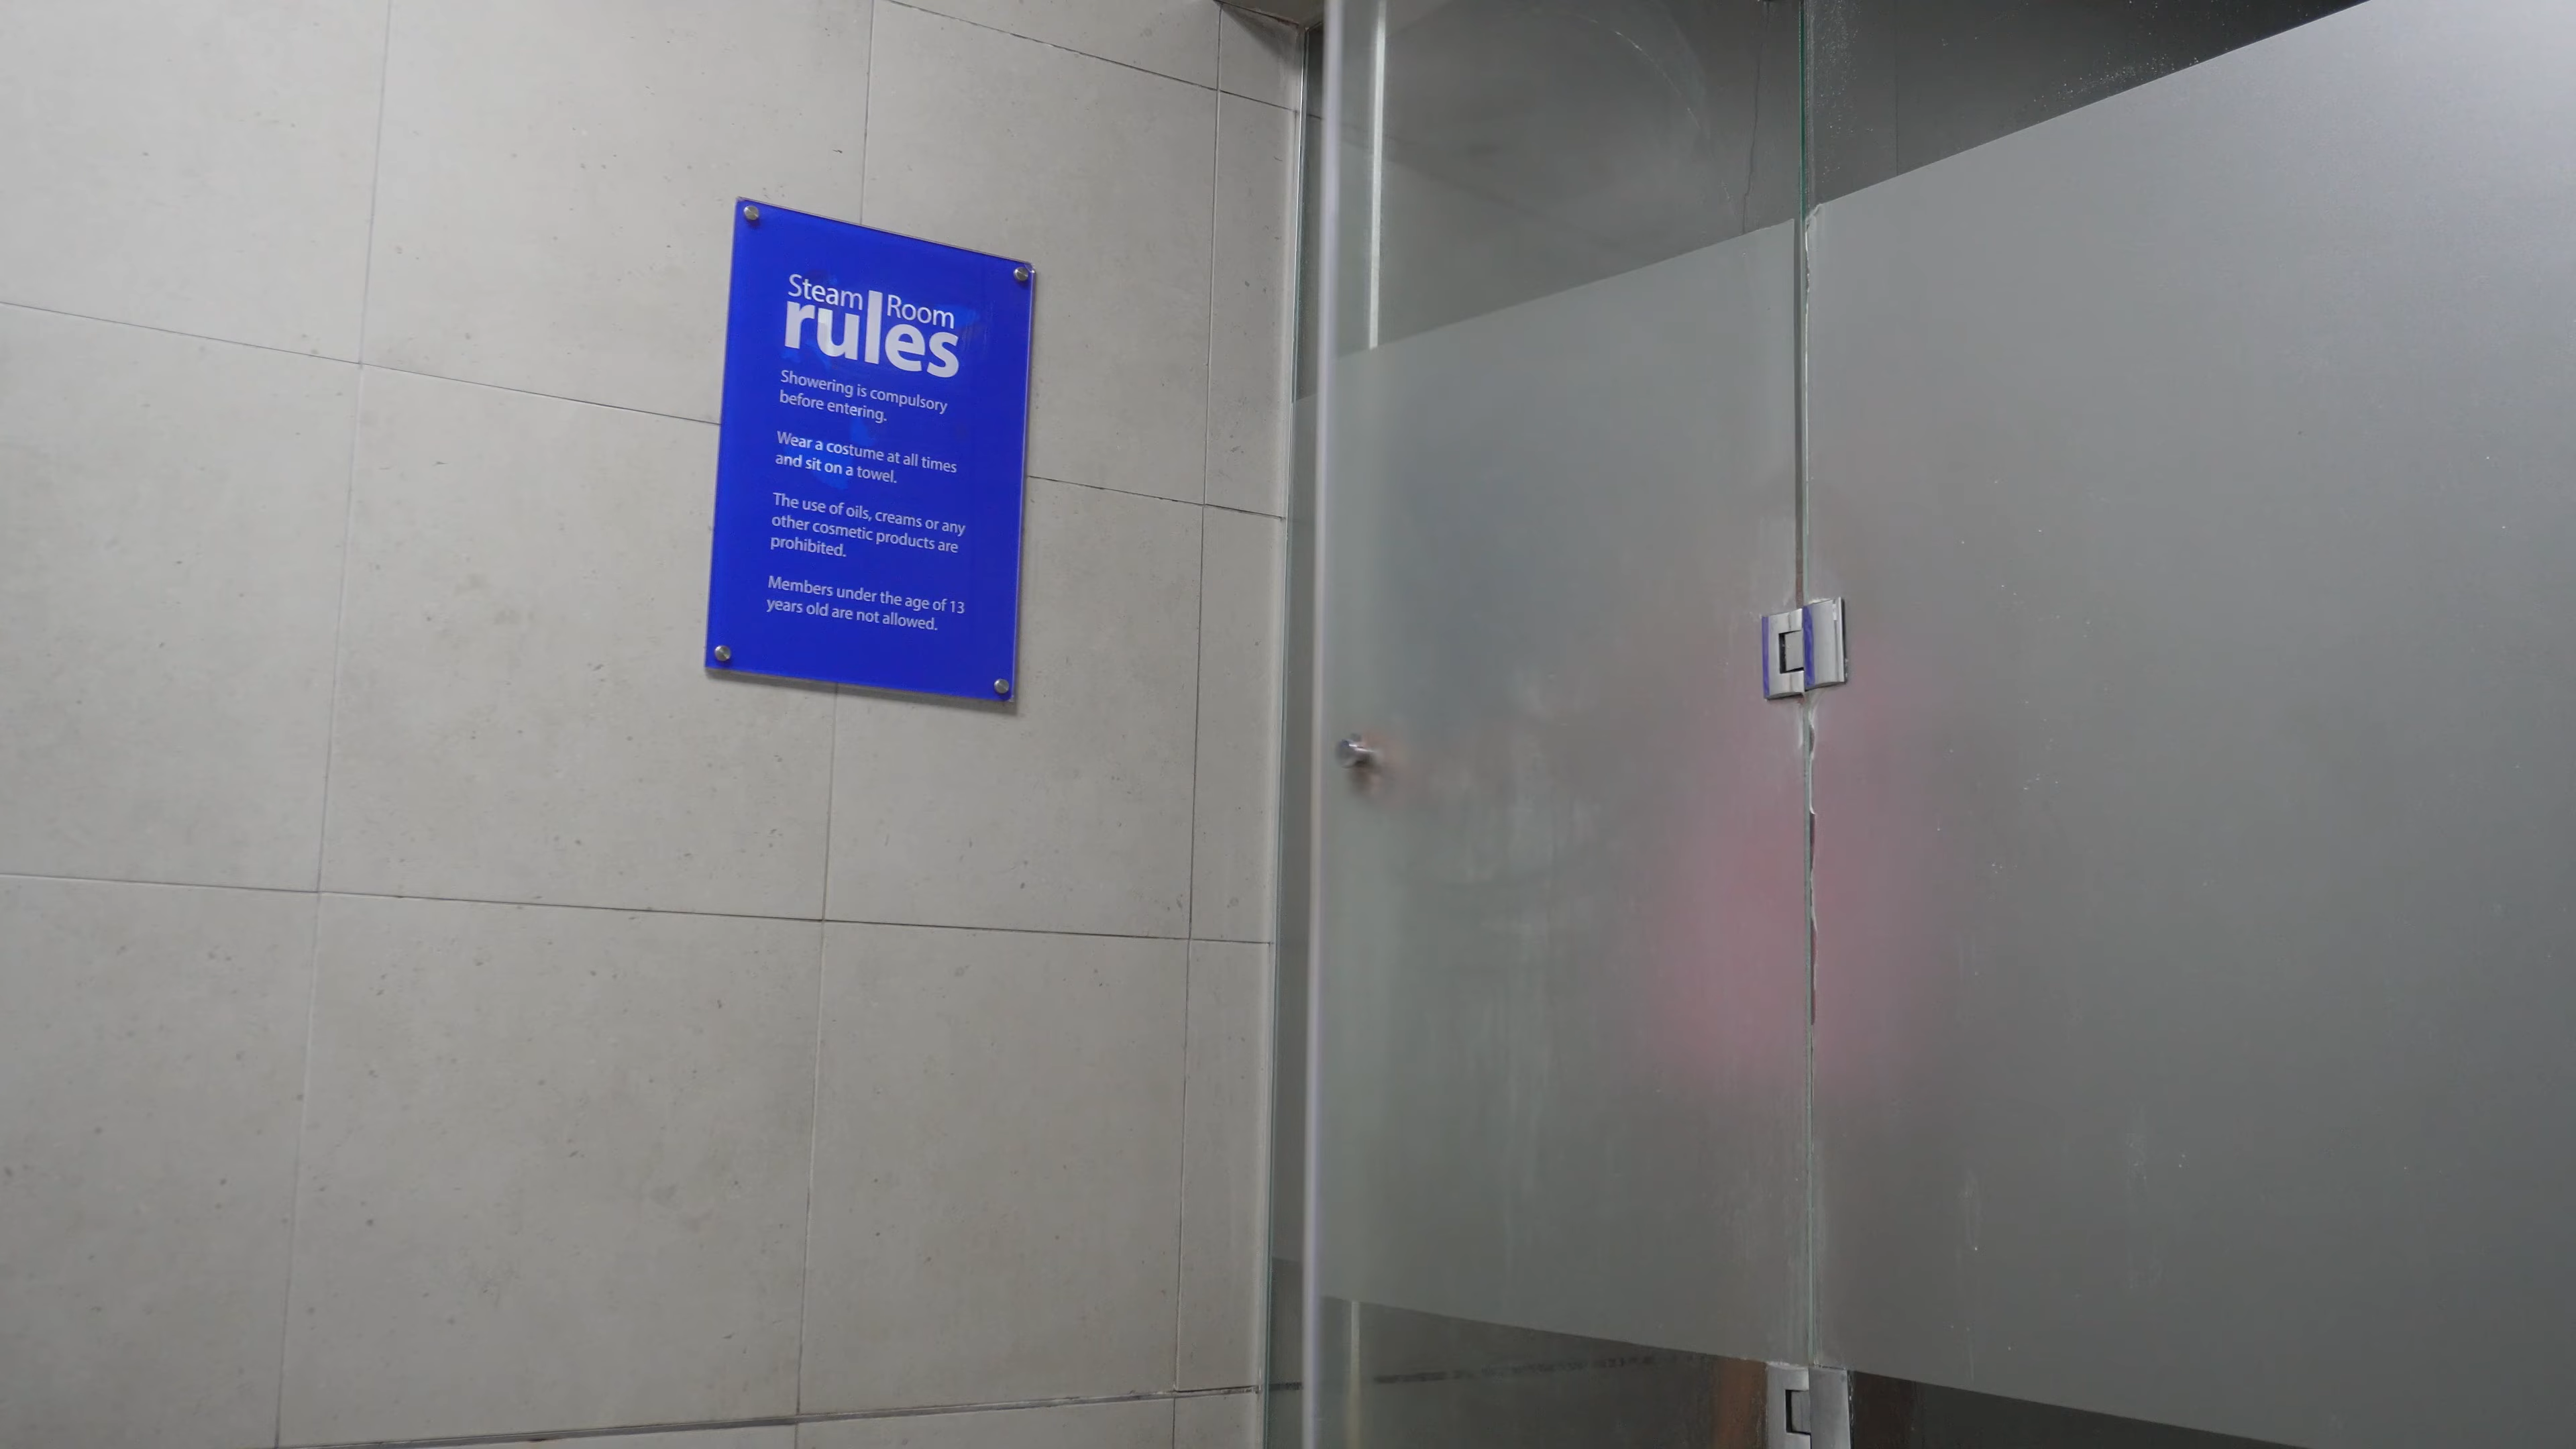 Steam Room
rules
Showering is compulsory
before entering.
Wear a costume at all times
and sit on a towel.
The use of oils, creams or any
other cosmetic products are
prohibited.
Members under the age of 13
years old are not allowed.